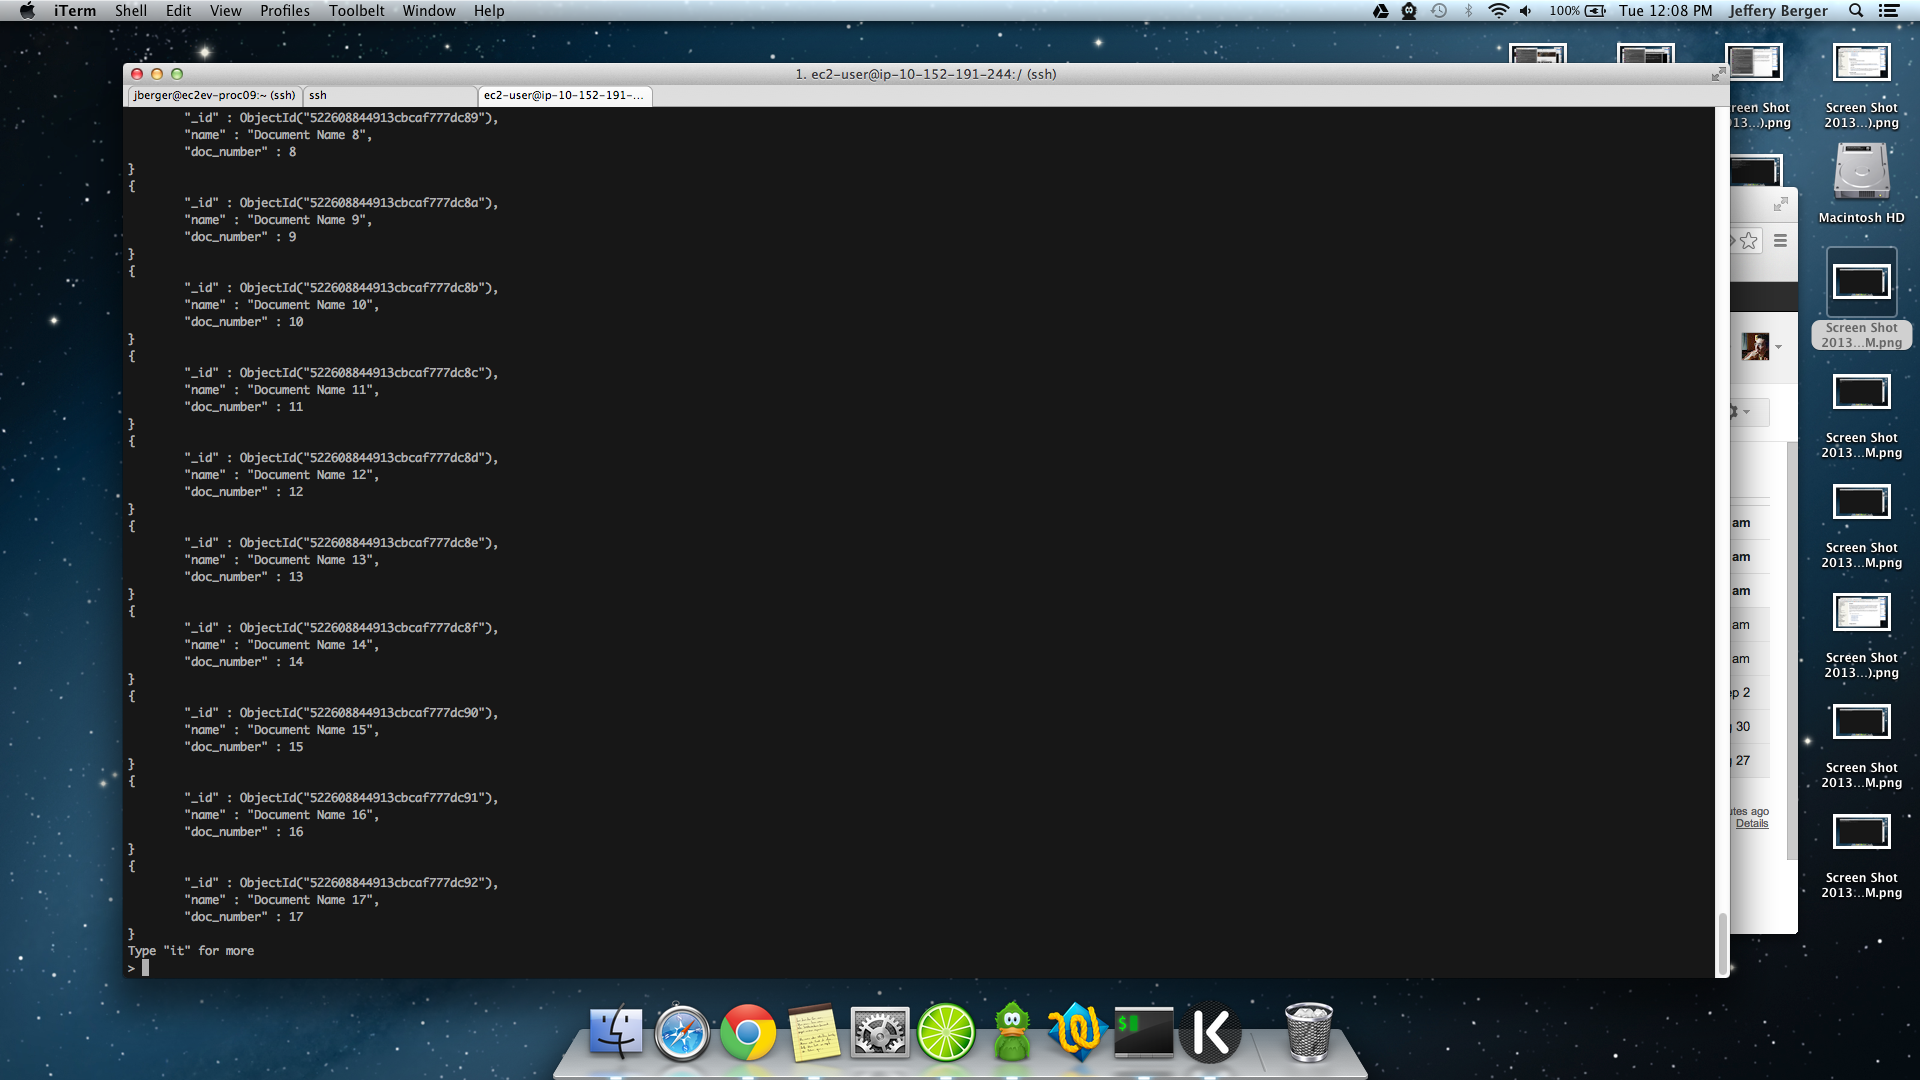 iTerm Shell Edit View Profiles Toolbelt Window Help
100% Tue 12:08 PM Jeffery Berger
1. ec2-user@ip-10-152-191-244:/ (ssh)
jberger@ec2ev-proc09:~ (ssh) ssh ec2-user@ip-10-152-191-...
"_id" : ObjectId("522608844913cbcaf777dc89"),
"name" : "Document Name 8",
"doc_number" : 8
}
{
"_id" : ObjectId("522608844913cbcaf777dc8a"),
"name" : "Document Name 9",
"doc_number" : 9
}
{
"_id" : ObjectId("522608844913cbcaf777dc8b"),
"name" : "Document Name 10",
"doc_number" : 10
}
{
"_id" : ObjectId("522608844913cbcaf777dc8c"),
"name" : "Document Name 11",
"doc_number" : 11
}
{
"_id" : ObjectId("522608844913cbcaf777dc8d"),
"name" : "Document Name 12",
"doc_number" : 12
}
{
"_id" : ObjectId("522608844913cbcaf777dc8e"),
"name" : "Document Name 13",
"doc_number" : 13
}
{
"_id" : ObjectId("522608844913cbcaf777dc8f"),
"name" : "Document Name 14",
"doc_number" : 14
}
{
"_id" : ObjectId("522608844913cbcaf777dc90"),
"name" : "Document Name 15",
"doc_number" : 15
}
{
"_id" : ObjectId("522608844913cbcaf777dc91"),
"name" : "Document Name 16",
"doc_number" : 16
}
{
"_id" : ObjectId("522608844913cbcaf777dc92"),
"name" : "Document Name 17",
"doc_number" : 17
}
Type "it" for more
>
am
am
am
am
am
2
30
27
ago
Details
Shot
Screen Shot
2013...).png
Macintosh HD
Screen Shot
2013...M.png
Screen Shot
2013...M.png
Screen Shot
2013...M.png
Screen Shot
2013...).png
Screen Shot
2013...M.png
Screen Shot
2013...M.png
$
K